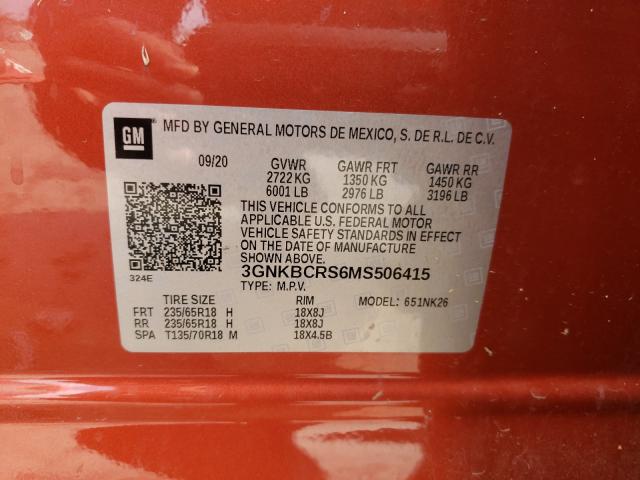 GM MFD BY GENERAL MOTORS DE MEXICO, S. DE R.L. DE C.V.
09/20 GVWR GAWR FRT GAWR RR
2722 KG 1350 KG 1450 KG
6001 LB 2976 LB 3196 LB
THIS VEHICLE CONFORMS TO ALL
APPLICABLE U.S. FEDERAL MOTOR
VEHICLE SAFETY STANDARDS IN EFFECT
ON THE DATE OF MANUFACTURE
SHOWN ABOVE.
3GNKBCRS6MS506415
324E TYPE: M.P.V.
TIRE SIZE RIM MODEL: 651NK26
FRT 235/65R18 H 18X8J
RR 235/65R18 H 18X8J
SPA T135/70R18 M 18X4.5B